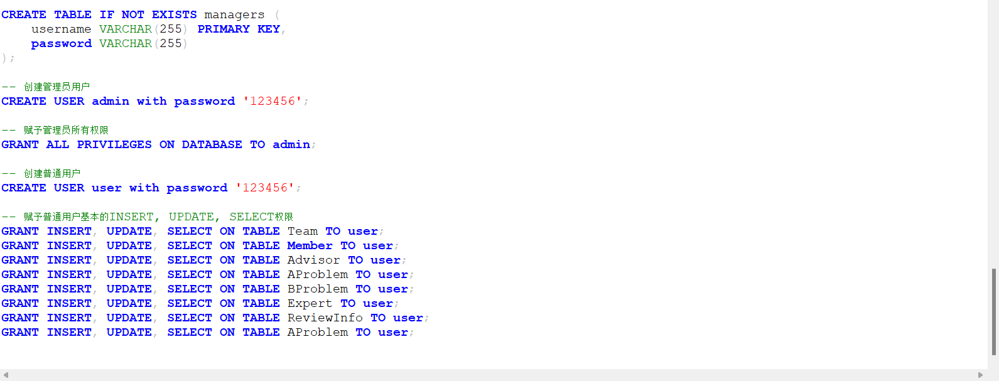 CREATE TABLE IF NOT EXISTS managers (
    username VARCHAR(255) PRIMARY KEY,
    password VARCHAR(255)
);
-- 创建管理员用户
CREATE USER admin with password '123456';
-- 赋予管理员所有权限
GRANT ALL PRIVILEGES ON DATABASE TO admin;
-- 创建普通用户
CREATE USER user with password '123456';
-- 赋予普通用户基本的INSERT, UPDATE, SELECT权限
GRANT INSERT, UPDATE, SELECT ON TABLE Team TO user;
GRANT INSERT, UPDATE, SELECT ON TABLE Member TO user;
GRANT INSERT, UPDATE, SELECT ON TABLE Advisor TO user;
GRANT INSERT, UPDATE, SELECT ON TABLE AProblem TO user;
GRANT INSERT, UPDATE, SELECT ON TABLE BProblem TO user;
GRANT INSERT, UPDATE, SELECT ON TABLE Expert TO user;
GRANT INSERT, UPDATE, SELECT ON TABLE ReviewInfo TO user;
GRANT INSERT, UPDATE, SELECT ON TABLE AProblem TO user;